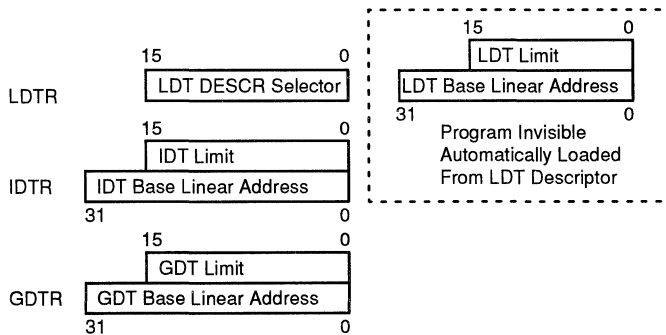 15 0
LDTR
LDT DESCR Selector
15 0
IDT Limit
IDTR
IDT Base Linear Address
31 0
15 0
GDT Limit
GDTR
GDT Base Linear Address
31 0
15 0
LDT Limit
LDT Base Linear Address
31 0
Program Invisible
Automatically Loaded
From LDT Descriptor